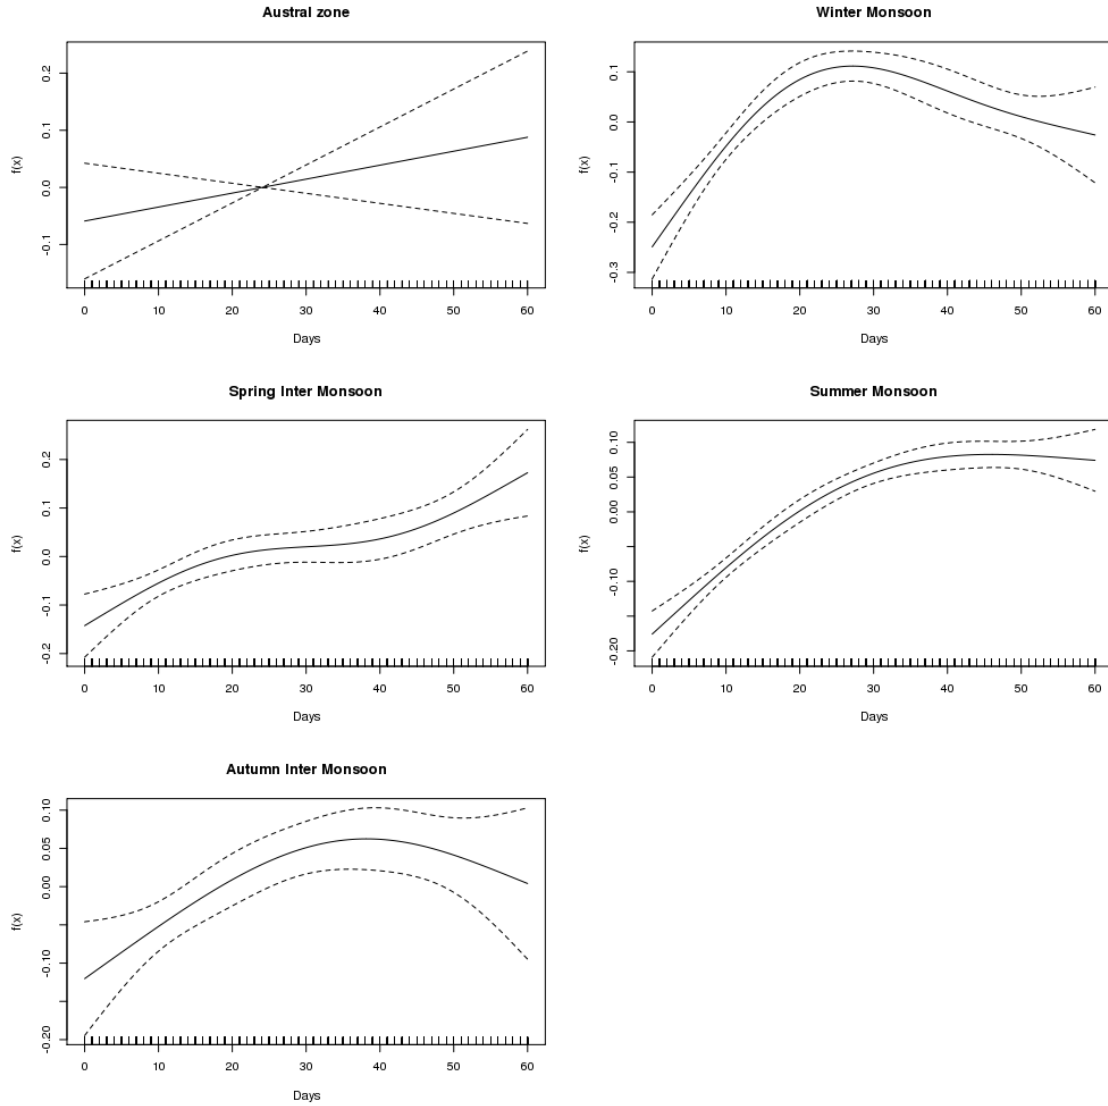 Austral zone
f(x)
0.2
0.1
0.0
-0.1
0 10 20 30 40 50 60
Days
Winter Monsoon
f(x)
0.1
0.0
-0.1
-0.2
-0.3
0 10 20 30 40 50 60
Days
Spring Inter Monsoon
f(x)
0.2
0.1
0.0
-0.1
-0.2
0 10 20 30 40 50 60
Days
Summer Monsoon
f(x)
0.10
0.05
0.00
-0.10
-0.20
0 10 20 30 40 50 60
Days
Autumn Inter Monsoon
f(x)
0.10
0.05
0.00
-0.10
-0.20
0 10 20 30 40 50 60
Days